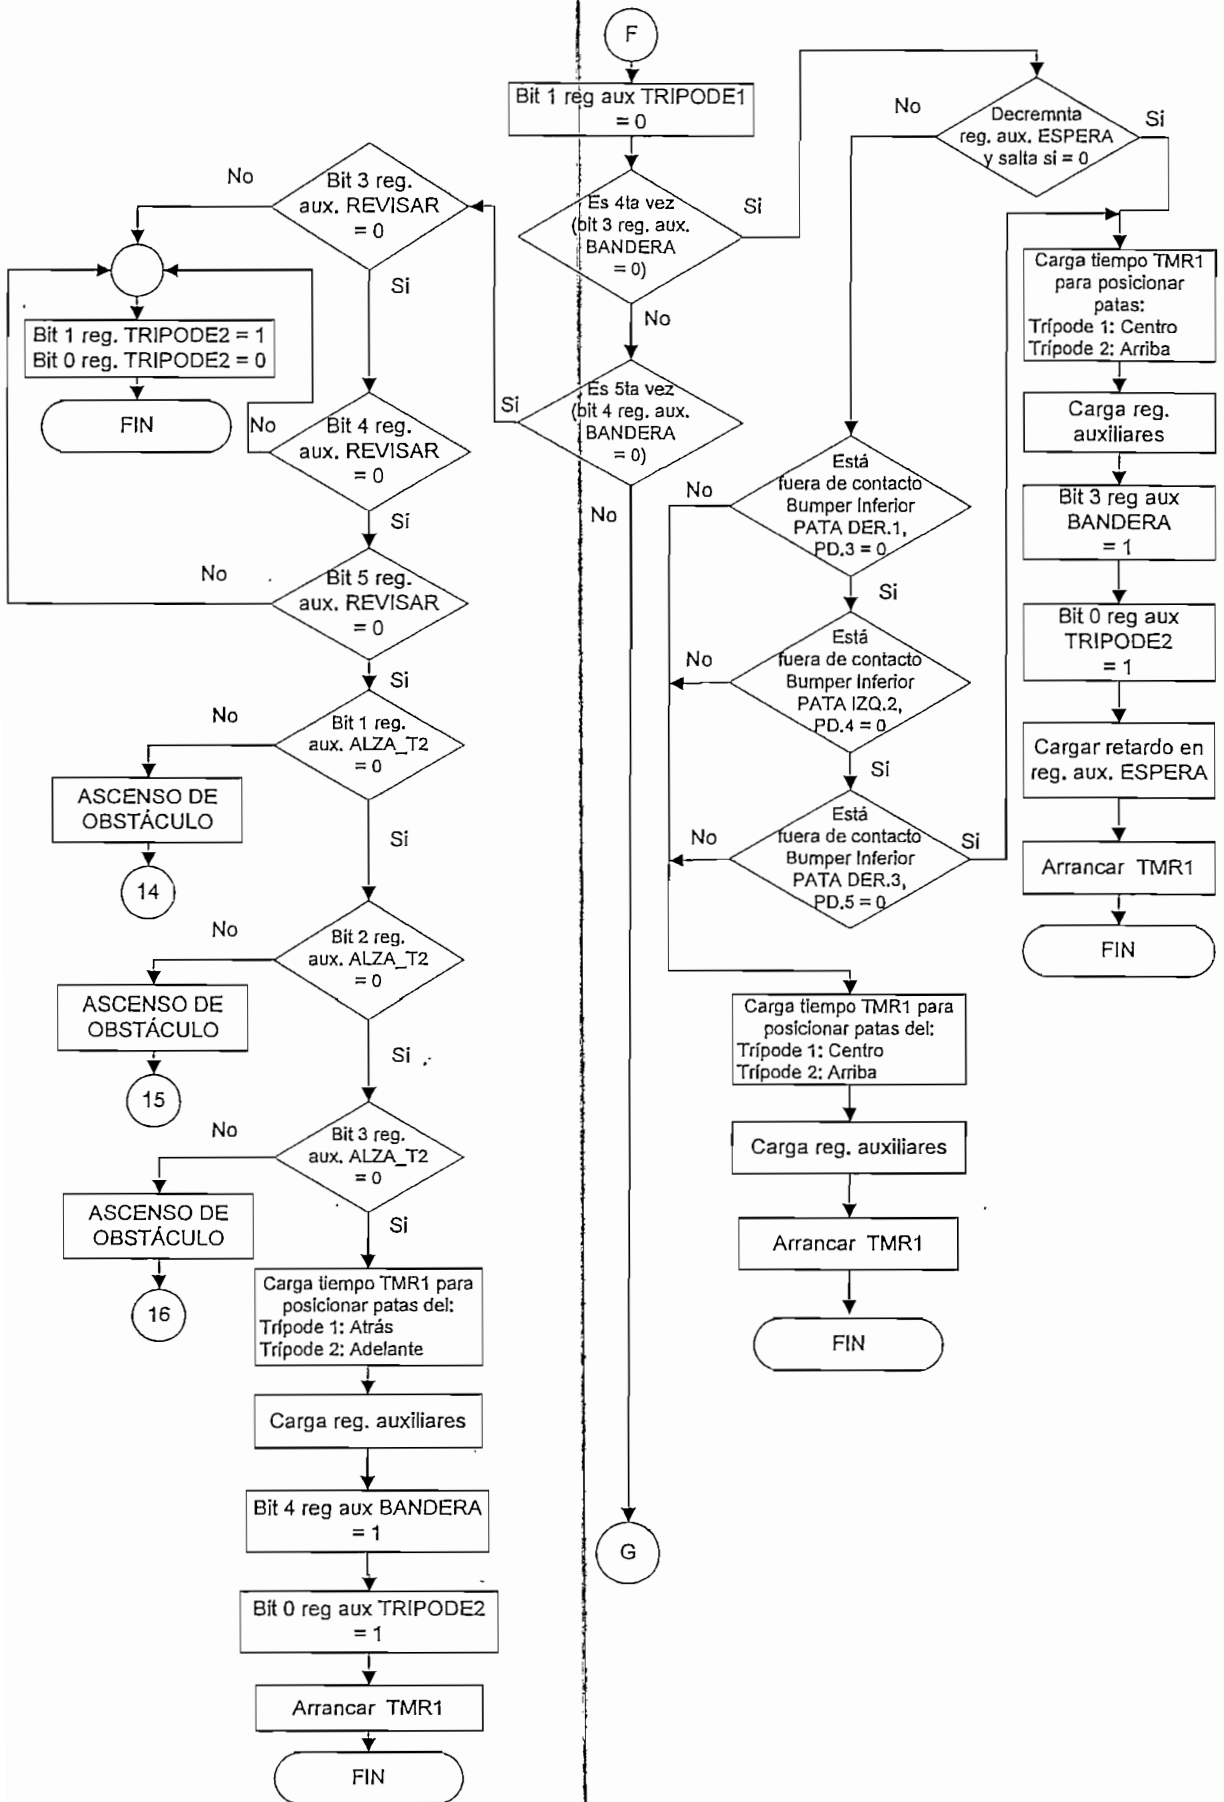 F
Bit 1 reg aux TRIPODE1
= 0
Es 4ta vez
(bit 3 reg. aux.
BANDERA
= 0)
Si
No
Es 5ta vez
(bit 4 reg. aux.
BANDERA
= 0)
Si
No
G
Decremnta
reg. aux. ESPERA
y salta si = 0
No
Si
Carga tiempo TMR1
para posicionar
patas:
Trípode 1: Centro
Trípode 2: Arriba
Carga reg.
auxiliares
Bit 3 reg aux
BANDERA
= 1
Bit 0 reg aux
TRIPODE2
= 1
Cargar retardo en
reg. aux. ESPERA
Arrancar TMR1
FIN
Está
fuera de contacto
Bumper Inferior
PATA DER.1,
PD.3 = 0
No
Si
Está
fuera de contacto
Bumper Inferior
PATA IZQ.2,
PD.4 = 0
No
Si
Está
fuera de contacto
Bumper Inferior
PATA DER.3,
PD.5 = 0
No
Si
Carga tiempo TMR1 para
posicionar patas del:
Trípode 1: Centro
Trípode 2: Arriba
Carga reg. auxiliares
Arrancar TMR1
FIN
Bit 3 reg.
aux. REVISAR
= 0
No
Si
Bit 1 reg. TRIPODE2 = 1
Bit 0 reg. TRIPODE2 = 0
FIN
Bit 4 reg.
aux. REVISAR
= 0
No
Si
Bit 5 reg.
aux. REVISAR
= 0
No
Si
Bit 1 reg.
aux. ALZA_T2
= 0
No
Si
ASCENSO DE
OBSTÁCULO
14
Bit 2 reg.
aux. ALZA_T2
= 0
No
Si
ASCENSO DE
OBSTÁCULO
15
Bit 3 reg.
aux. ALZA_T2
= 0
No
Si
ASCENSO DE
OBSTÁCULO
16
Carga tiempo TMR1 para
posicionar patas del:
Trípode 1: Atrás
Trípode 2: Adelante
Carga reg. auxiliares
Bit 4 reg aux BANDERA
= 1
Bit 0 reg aux TRIPODE2
= 1
Arrancar TMR1
FIN